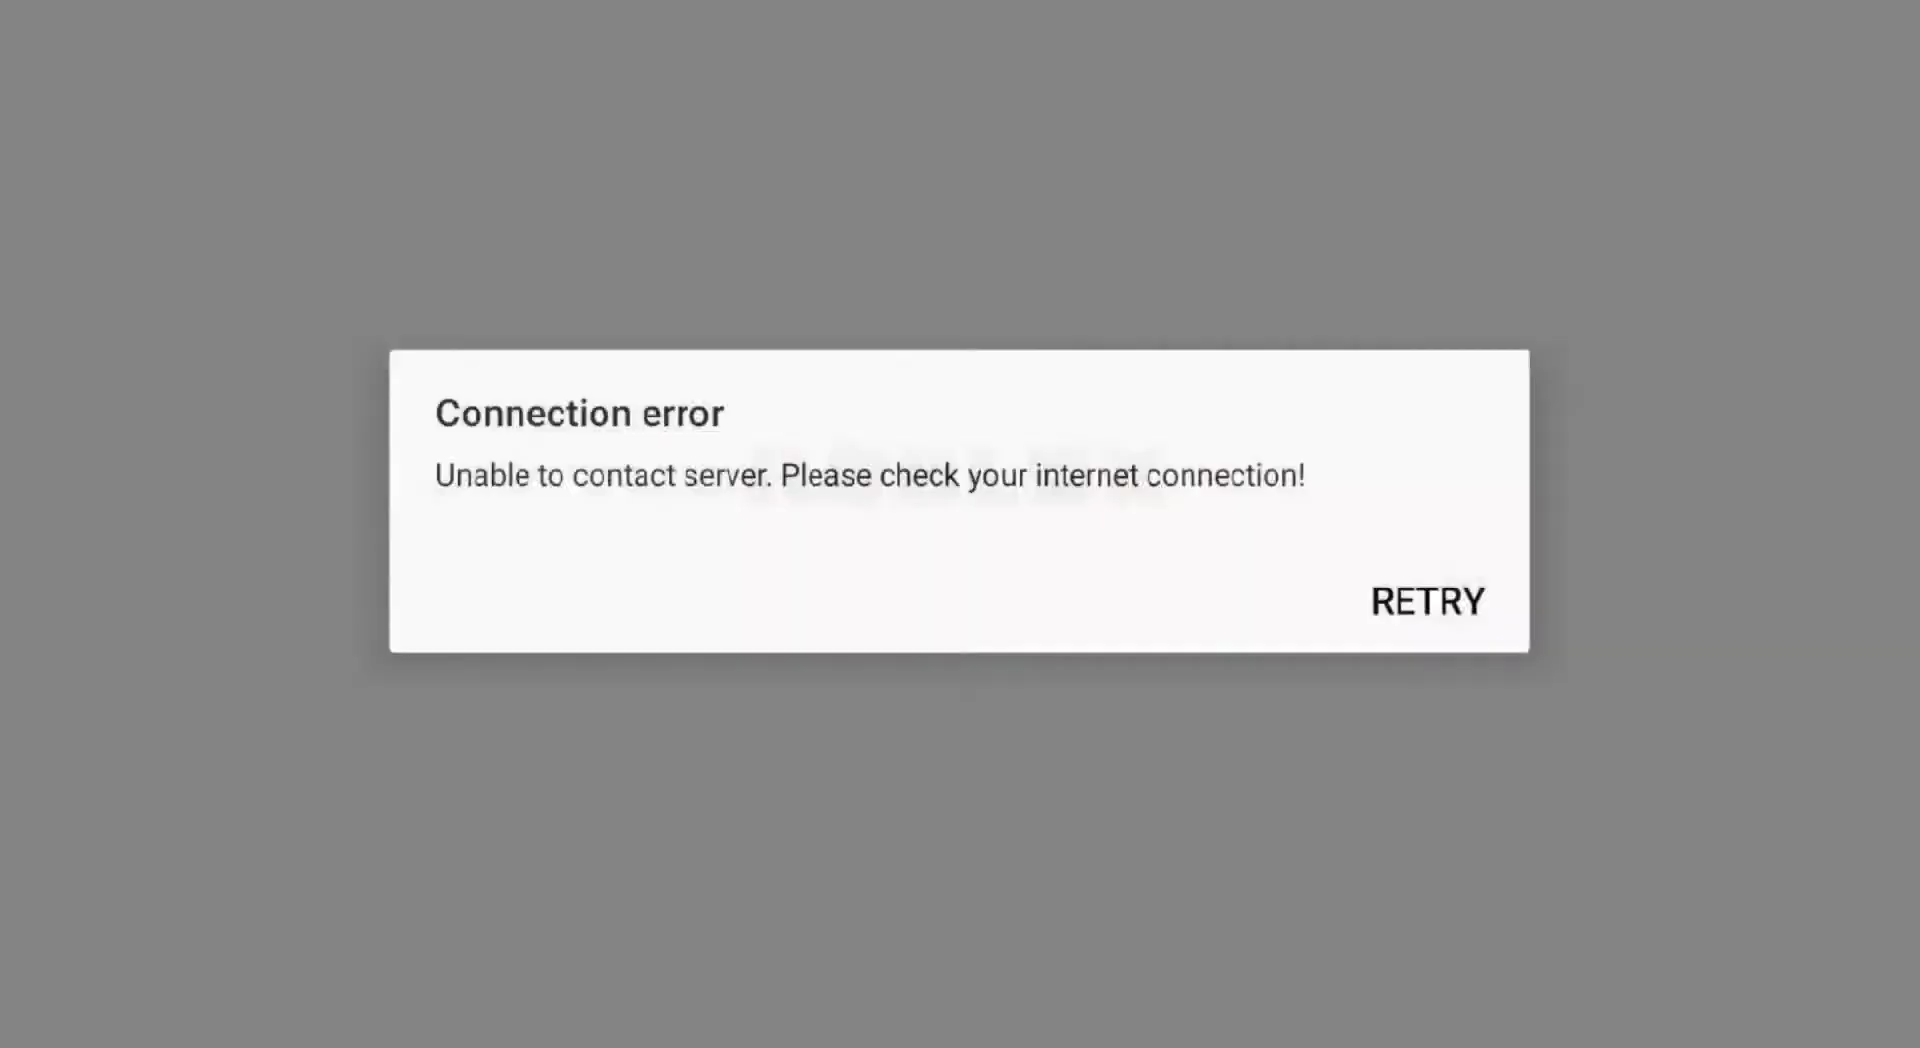 Connection error
Unable to contact server. Please check your internet connection!
RETRY